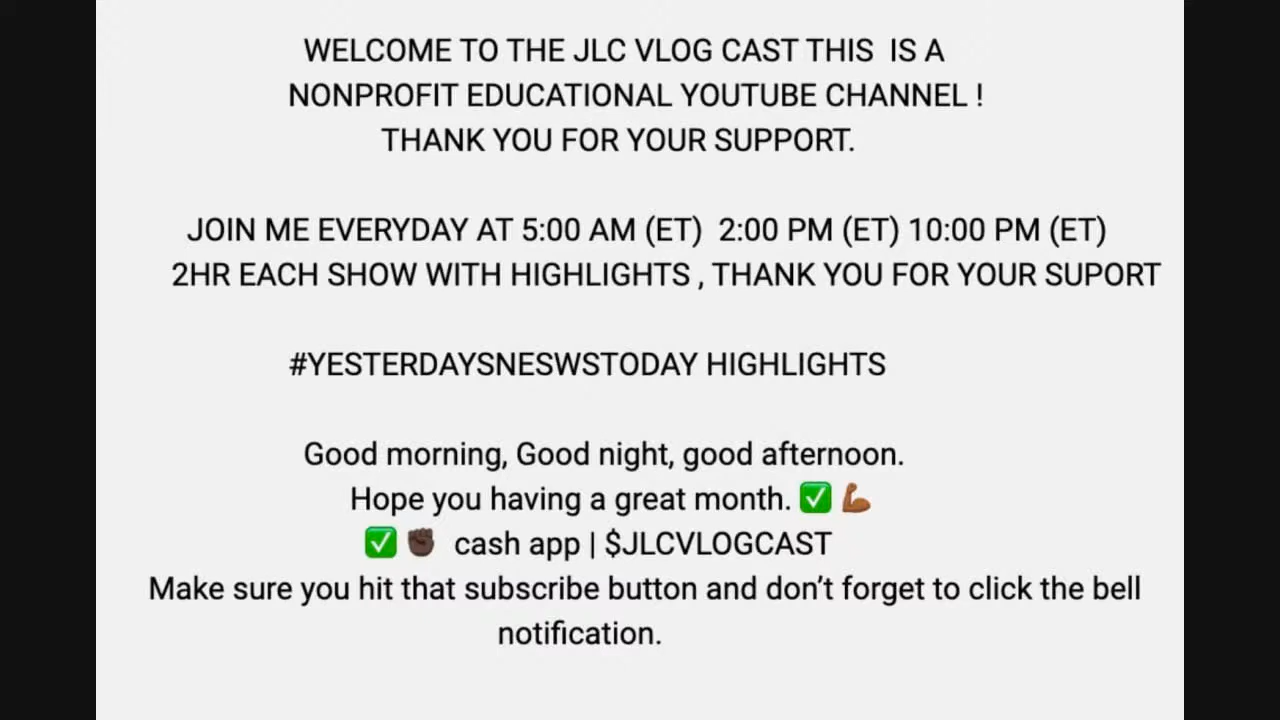 WELCOME TO THE JLC VLOG CAST THIS  IS A
NONPROFIT EDUCATIONAL YOUTUBE CHANNEL !
THANK YOU FOR YOUR SUPPORT.
JOIN ME EVERYDAY AT 5:00 AM (ET)  2:00 PM (ET) 10:00 PM (ET)
2HR EACH SHOW WITH HIGHLIGHTS , THANK YOU FOR YOUR SUPORT
#YESTERDAYSNESWSTODAY HIGHLIGHTS
Good morning, Good night, good afternoon.
Hope you having a great month. ✅ 💪🏾
✅ ✊🏿  cash app | $JLCVLOGCAST
Make sure you hit that subscribe button and don’t forget to click the bell
notification.